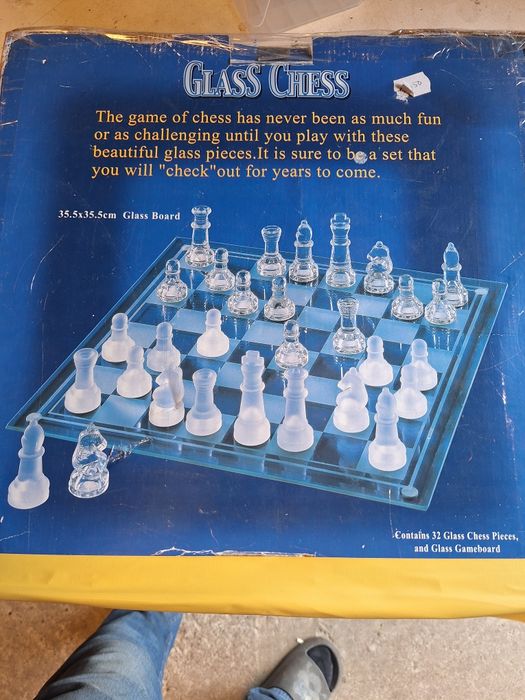 GLASS CHESS
The game of chess has never been as much fun
or as challenging until you play with these
beautiful glass pieces.It is sure to be a set that
you will "check"out for years to come.
35.5x35.5cm Glass Board
Contains 32 Glass Chess Pieces,
and Glass Gameboard